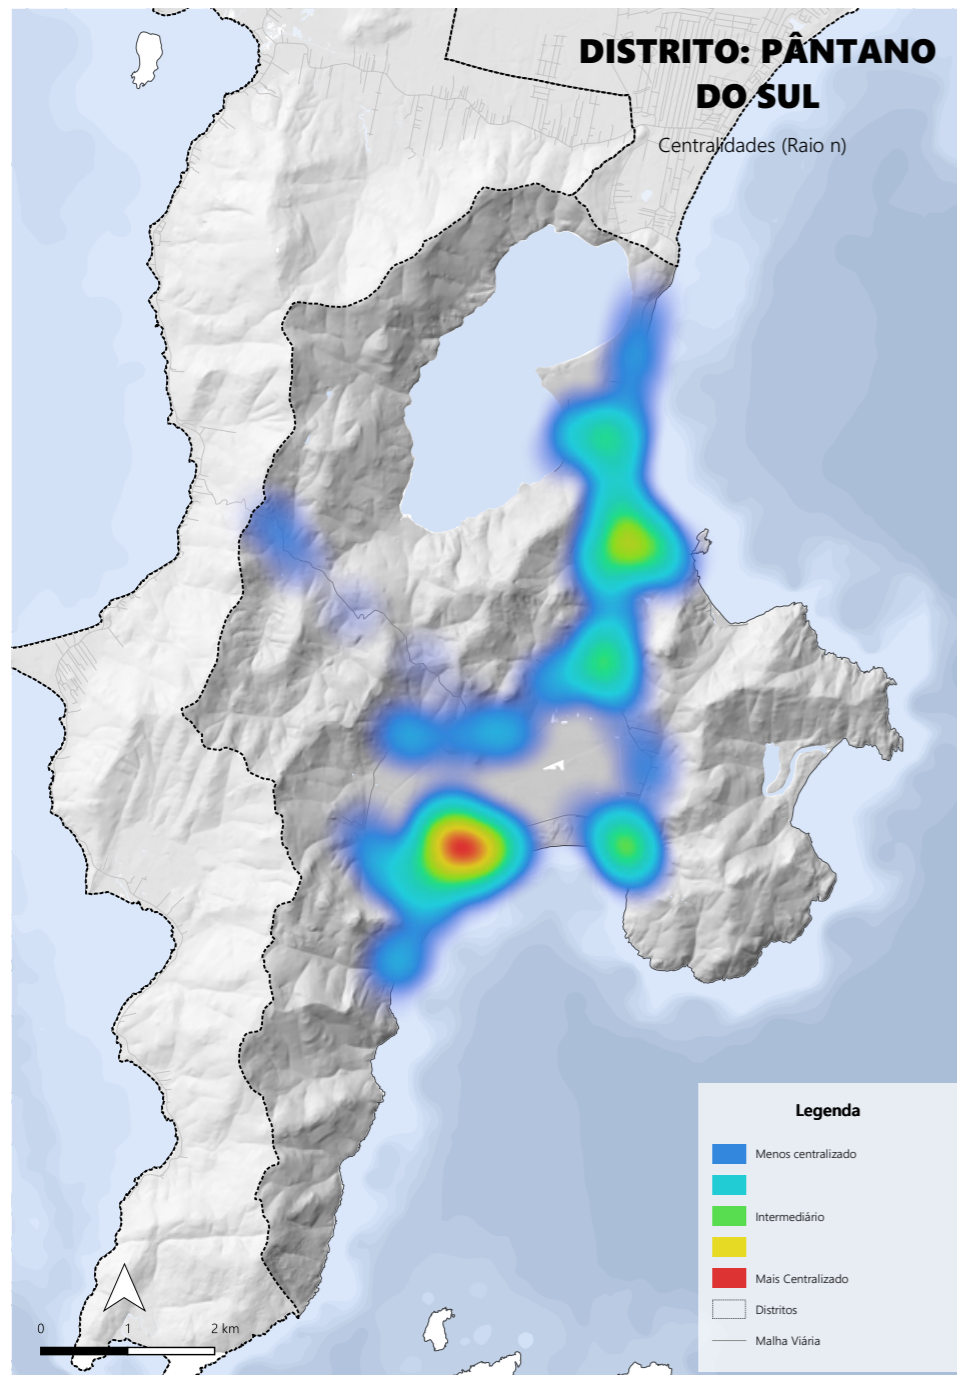 DISTRITO: PÂNTANO
DO SUL
Centralidades (Raio n)
Legenda
Menos centralizado
Intermediário
Mais Centralizado
Distritos
Malha Viária
0 1 2 km